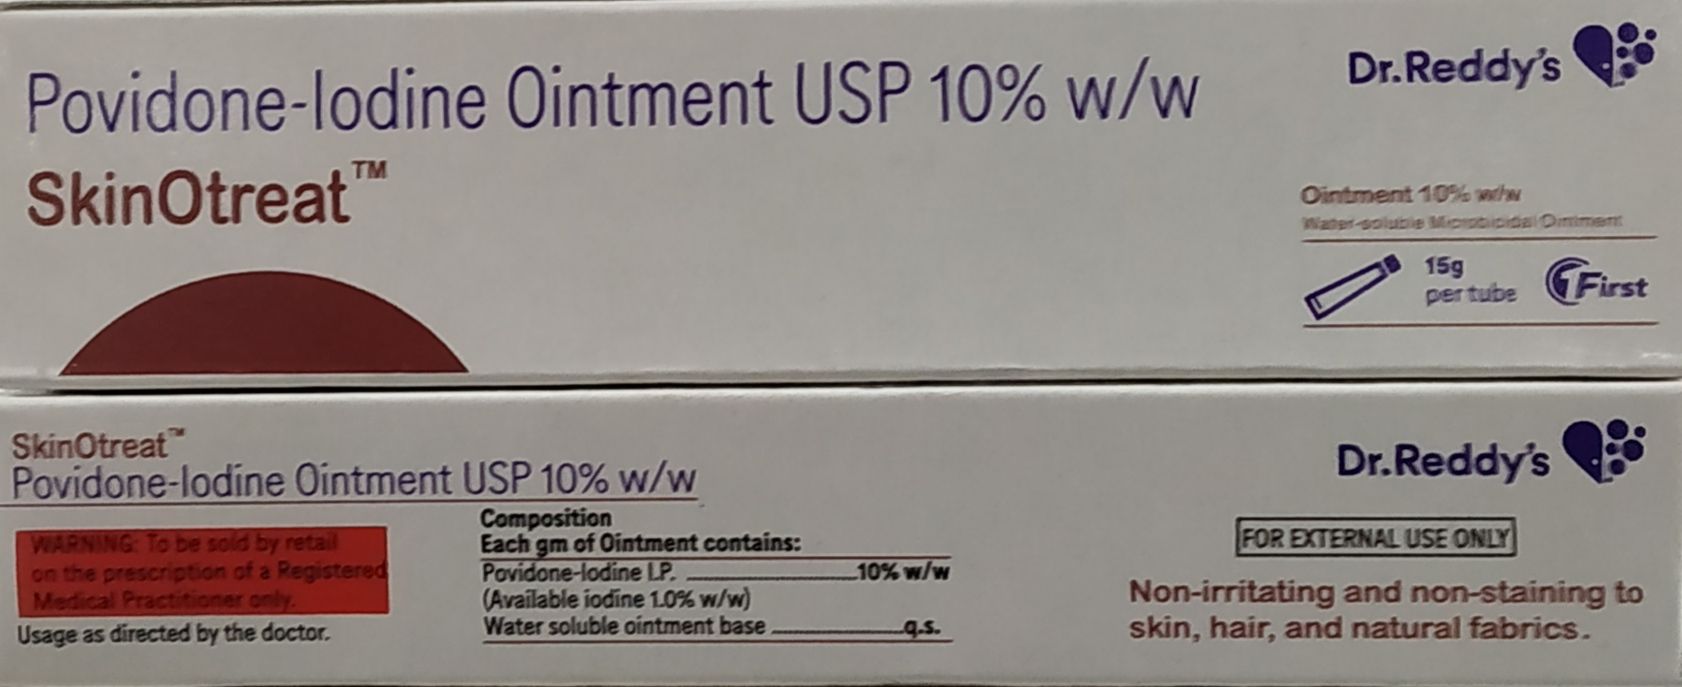 Povidone-Iodine Ointment USP 10% w/w
Dr.Reddy's
SkinOtreat™
Ointment 10% w/w
Water-soluble Microbicidal Ointment
15g
per tube
First
SkinOtreat™
Povidone-Iodine Ointment USP 10% w/w
Dr.Reddy's
WARNING: To be sold by retail
on the prescription of a Registered
Medical Practitioner only.
Usage as directed by the doctor.
Composition
Each gm of Ointment contains:
Povidone-Iodine I.P. ........................10% w/w
(Available iodine 1.0% w/w)
Water soluble ointment base ...................q.s.
FOR EXTERNAL USE ONLY
Non-irritating and non-staining to
skin, hair, and natural fabrics.